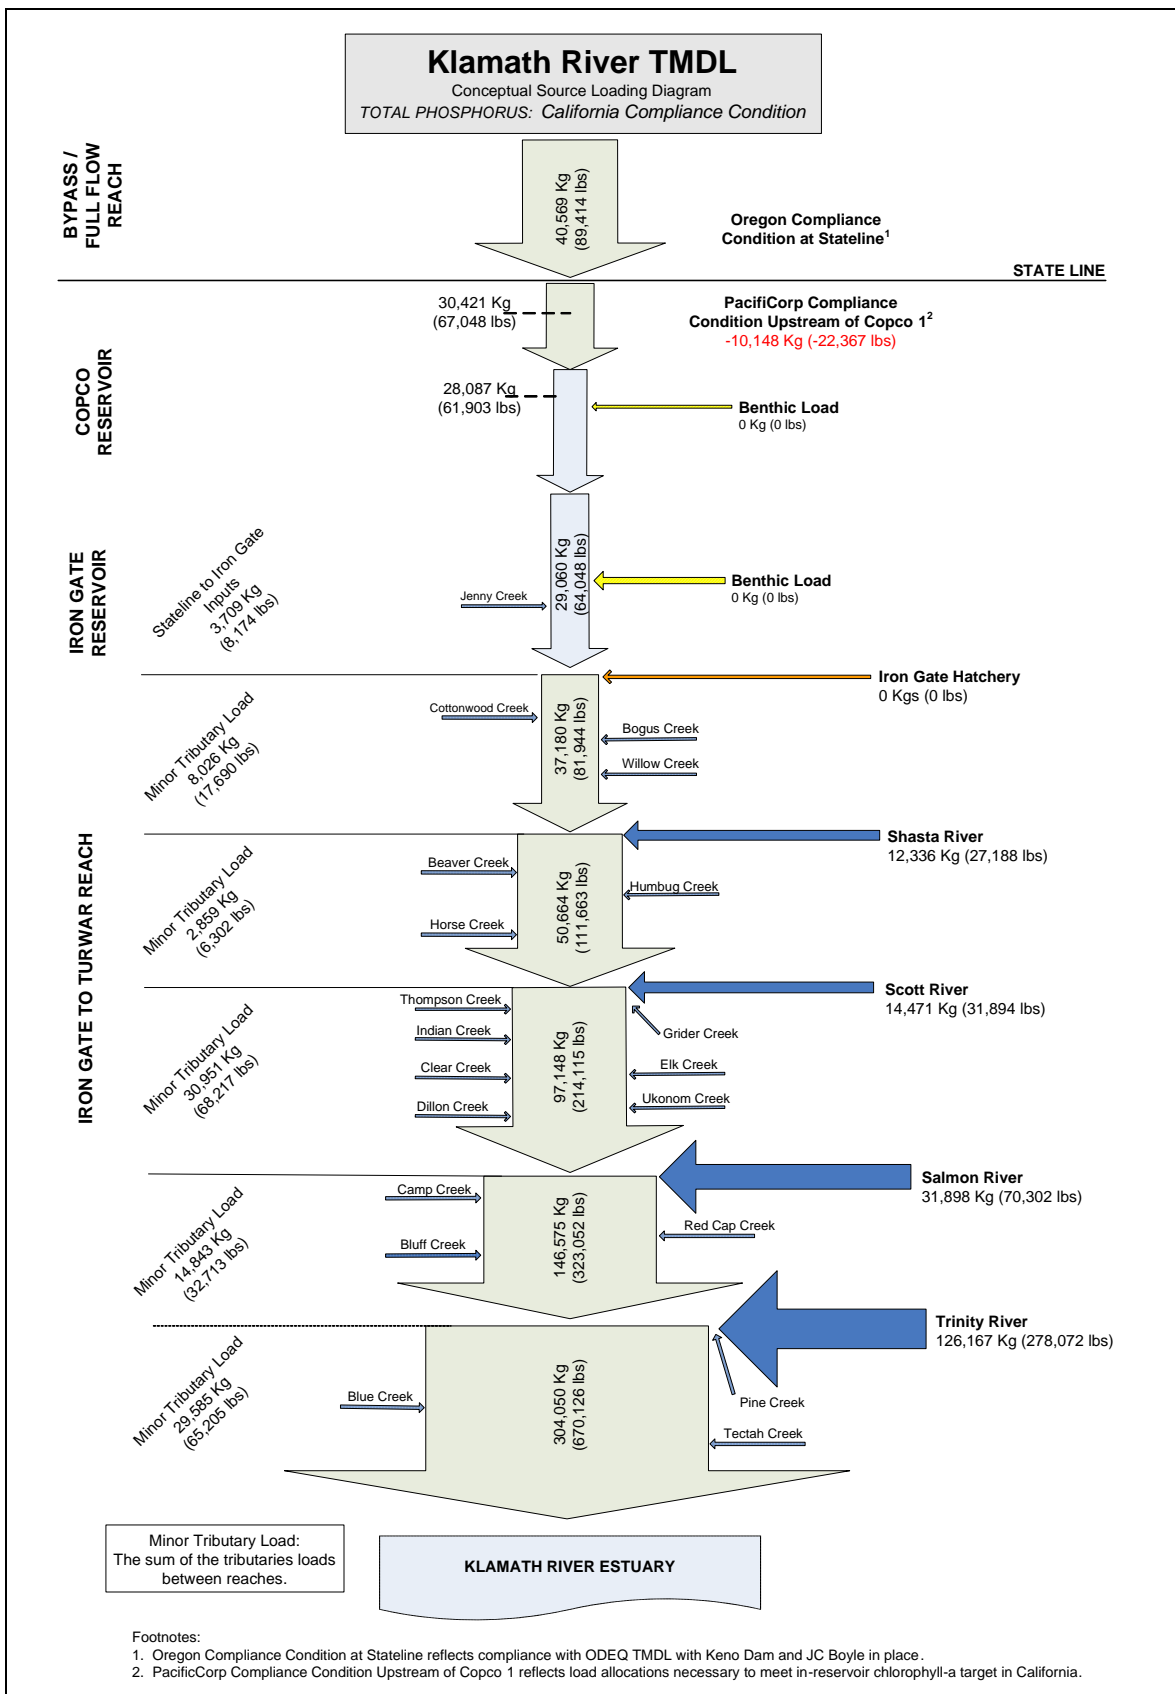 Klamath River TMDL
Conceptual Source Loading Diagram
TOTAL PHOSPHORUS: California Compliance Condition
BYPASS /
FULL FLOW
REACH
40,569 Kg
(89,414 lbs)
Oregon Compliance
Condition at Stateline1
STATE LINE
30,421 Kg
(67,048 lbs)
PacifiCorp Compliance
Condition Upstream of Copco 12
-10,148 Kg (-22,367 lbs)
COPCO
RESERVOIR
28,087 Kg
(61,903 lbs)
Benthic Load
0 Kg (0 lbs)
IRON GATE
RESERVOIR
Stateline to Iron Gate
Inputs
3,709 Kg
(8,174 lbs)
29,060 Kg
(64,048 lbs)
Benthic Load
0 Kg (0 lbs)
Jenny Creek
Iron Gate Hatchery
0 Kgs (0 lbs)
IRON GATE TO TURWAR REACH
Minor Tributary Load
8,026 Kg
(17,690 lbs)
Cottonwood Creek
37,180 Kg
(81,944 lbs)
Bogus Creek
Willow Creek
Shasta River
12,336 Kg (27,188 lbs)
Minor Tributary Load
2,859 Kg
(6,302 lbs)
Beaver Creek
50,664 Kg
(111,663 lbs)
Humbug Creek
Horse Creek
Scott River
14,471 Kg (31,894 lbs)
Minor Tributary Load
30,951 Kg
(68,217 lbs)
Thompson Creek
Grider Creek
Indian Creek
97,148 Kg
(214,115 lbs)
Clear Creek
Elk Creek
Dillon Creek
Ukonom Creek
Salmon River
31,898 Kg (70,302 lbs)
Minor Tributary Load
14,843 Kg
(32,713 lbs)
Camp Creek
146,575 Kg
(323,052 lbs)
Red Cap Creek
Bluff Creek
Trinity River
126,167 Kg (278,072 lbs)
Minor Tributary Load
29,585 Kg
(65,205 lbs)
Blue Creek
304,050 Kg
(670,126 lbs)
Pine Creek
Tectah Creek
Minor Tributary Load:
The sum of the tributaries loads
between reaches.
KLAMATH RIVER ESTUARY
Footnotes:
1. Oregon Compliance Condition at Stateline reflects compliance with ODEQ TMDL with Keno Dam and JC Boyle in place.
2. PacificCorp Compliance Condition Upstream of Copco 1 reflects load allocations necessary to meet in-reservoir chlorophyll-a target in California.